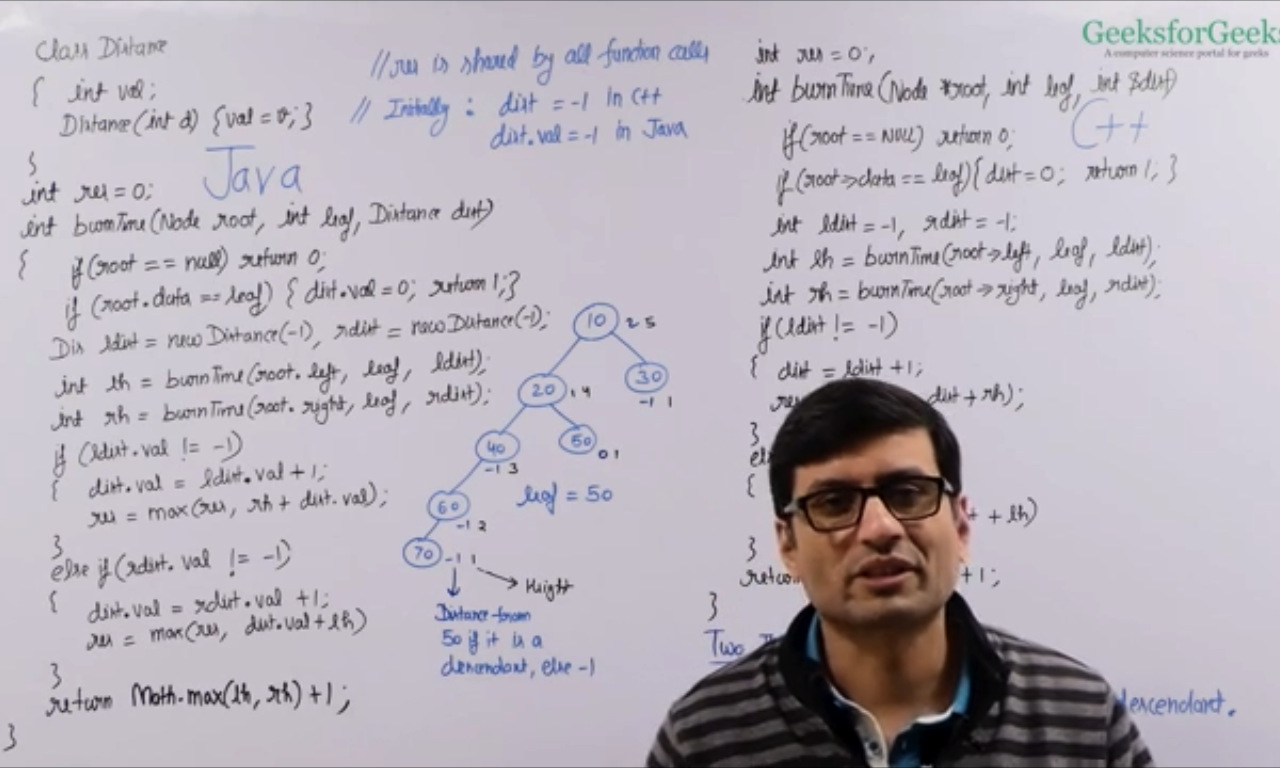 GeeksforGeeks
A computer science portal for geeks
Class Distance
{ int val;
Distance(int d) {val = d;}
}
Java
int res = 0;
int burnTime(Node root, int leaf, Distance dist)
{ if(root == null) return 0;
if (root.data == leaf) { dist.val = 0; return 1;}
Dis ldist = new Distance(-1), rdist = new Distance(-1);
int lh = burnTime(root.left, leaf, ldist);
int rh = burnTime(root.right, leaf, rdist);
if (ldist.val != -1)
{ dist.val = ldist.val + 1;
res = max(res, rh + dist.val);
}
else if(rdist.val != -1)
{ dist.val = rdist.val + 1;
res = max(res, dist.val + lh)
}
return Math.max(lh, rh) + 1;
}
//res is shared by all function calls
// Initially : dist = -1 in C++
dist.val = -1 in Java
10 2 5
20 1 4
30
-1 1
40
-1 3
50
0 1
60
-1 2
leaf = 50
70 -1 1
Height
Distance from
50 if it is a
descendant, else -1
int res = 0;
int burnTime(Node *root, int leaf, int &dist)
C++
if(root == NULL) return 0;
if(root->data == leaf){ dist = 0; return 1; }
int ldist = -1, rdist = -1;
int lh = burnTime(root->left, leaf, ldist);
int rh = burnTime(root->right, leaf, rdist);
if(ldist != -1)
{ dist = ldist + 1;
dist + rh);
}
{
+ lh)
}
+ 1;
}
Two
descendant.